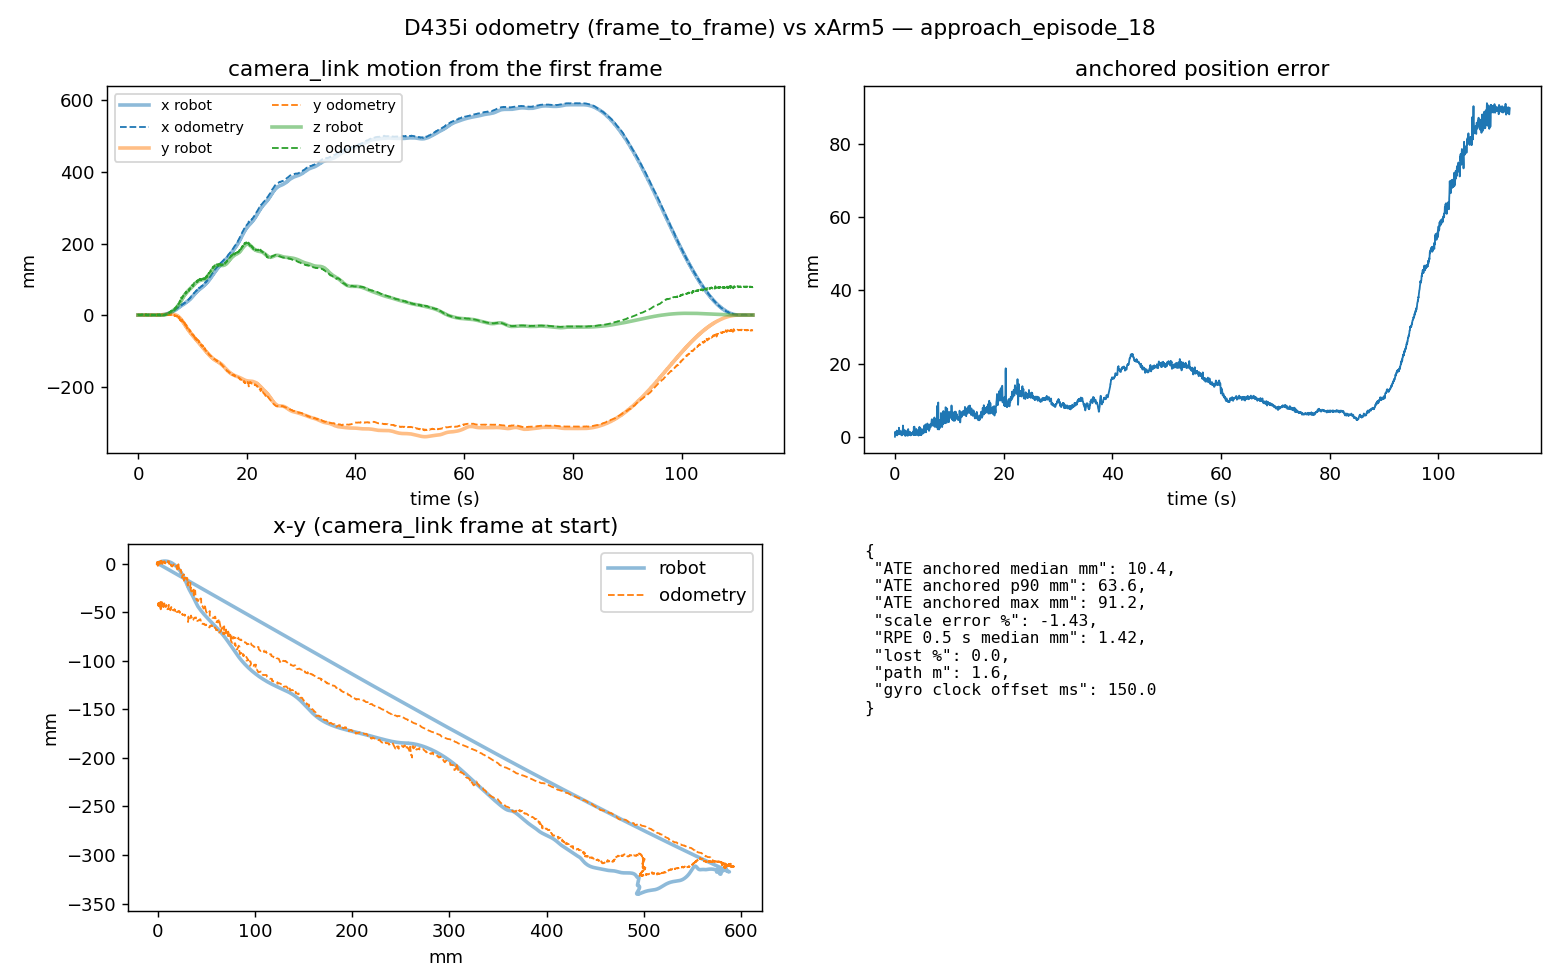 D435i odometry (frame_to_frame) vs xArm5 — approach_episode_18
camera_link motion from the first frame
x robot
x odometry
y robot
y odometry
z robot
z odometry
600
400
200
0
−200
mm
0 20 40 60 80 100
time (s)
anchored position error
80
60
40
20
0
mm
0 20 40 60 80 100
time (s)
x-y (camera_link frame at start)
robot
odometry
0
−50
−100
−150
−200
−250
−300
−350
mm
0 100 200 300 400 500 600
mm
{
"ATE anchored median mm": 10.4,
"ATE anchored p90 mm": 63.6,
"ATE anchored max mm": 91.2,
"scale error %": -1.43,
"RPE 0.5 s median mm": 1.42,
"lost %": 0.0,
"path m": 1.6,
"gyro clock offset ms": 150.0
}